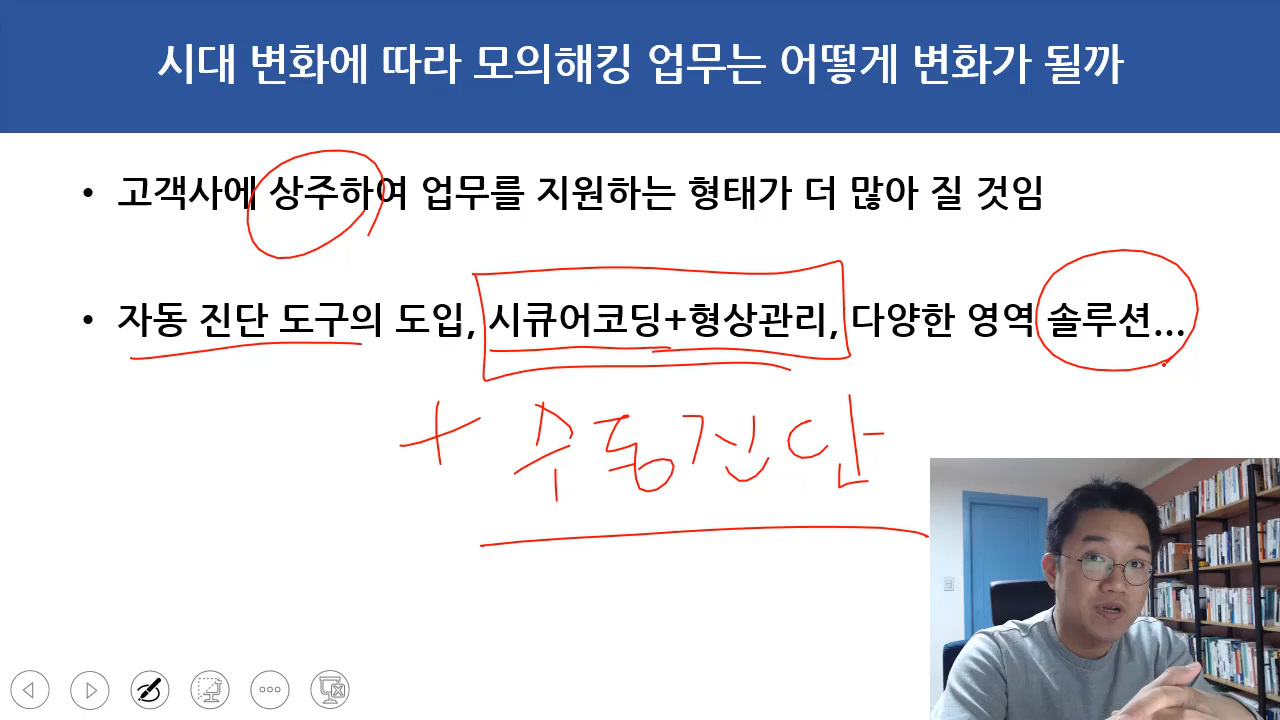 시대 변화에 따라 모의해킹 업무는 어떻게 변화가 될까
• 고객사에 상주하여 업무를 지원하는 형태가 더 많아 질 것임
• 자동 진단 도구의 도입, 시큐어코딩+형상관리, 다양한 영역 솔루션...
+ 수동진단